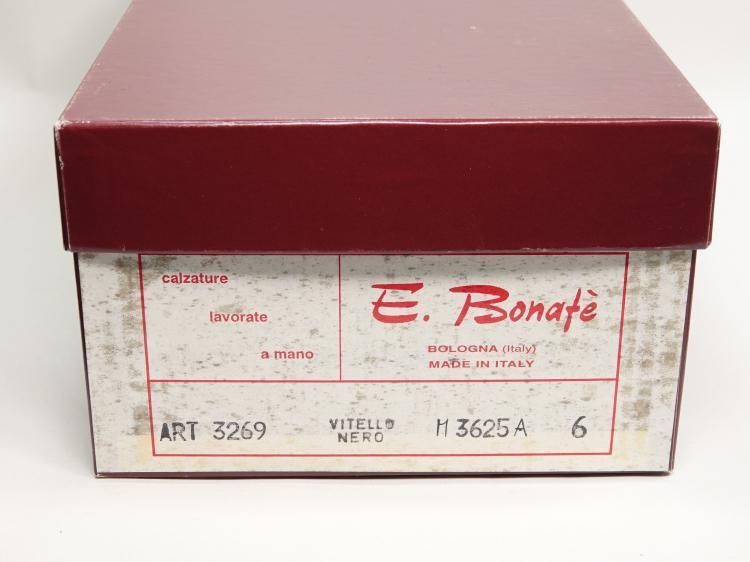 calzature
lavorate
a mano
E. Bonafè
BOLOGNA (Italy)
MADE IN ITALY
ART 3269 VITELLO NERO M 3625 A 6